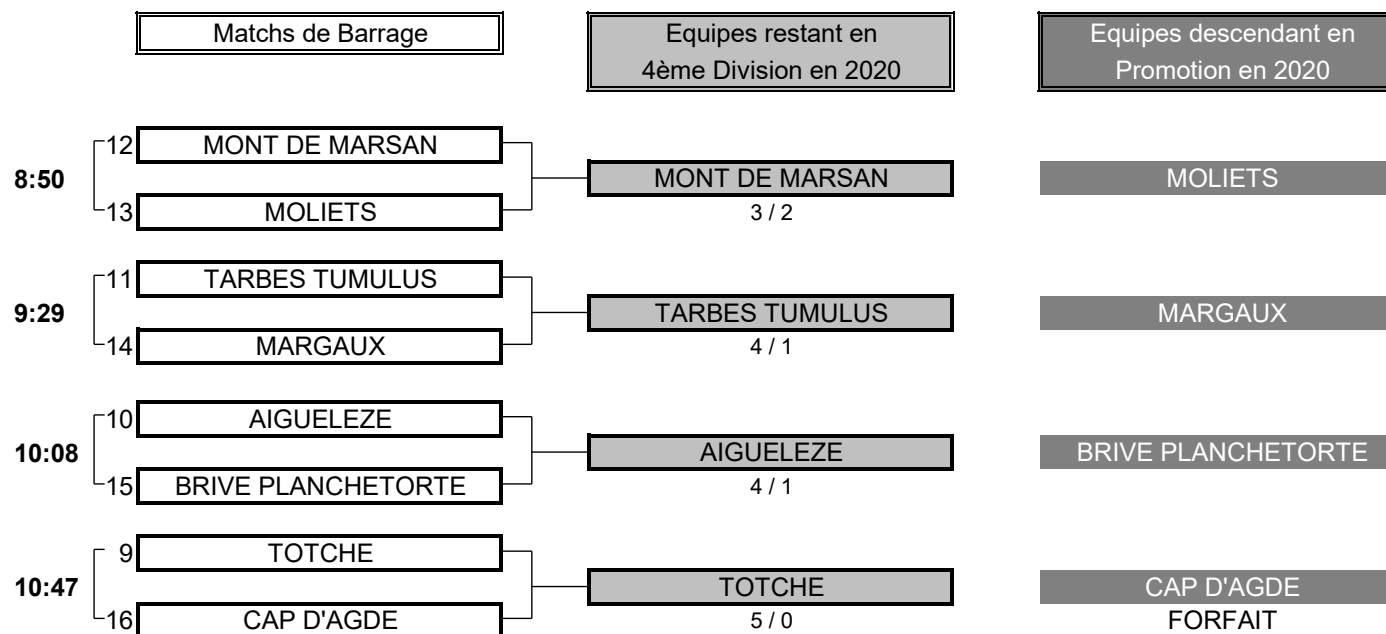 Matchs de Barrage
Equipes restant en
4ème Division en 2020
Equipes descendant en
Promotion en 2020
12 MONT DE MARSAN
8:50
MONT DE MARSAN
MOLIETS
13 MOLIETS
3 / 2
11 TARBES TUMULUS
9:29
TARBES TUMULUS
MARGAUX
14 MARGAUX
4 / 1
10 AIGUELEZE
10:08
AIGUELEZE
BRIVE PLANCHETORTE
15 BRIVE PLANCHETORTE
4 / 1
9 TOTCHE
10:47
TOTCHE
CAP D'AGDE
16 CAP D'AGDE
5 / 0
FORFAIT